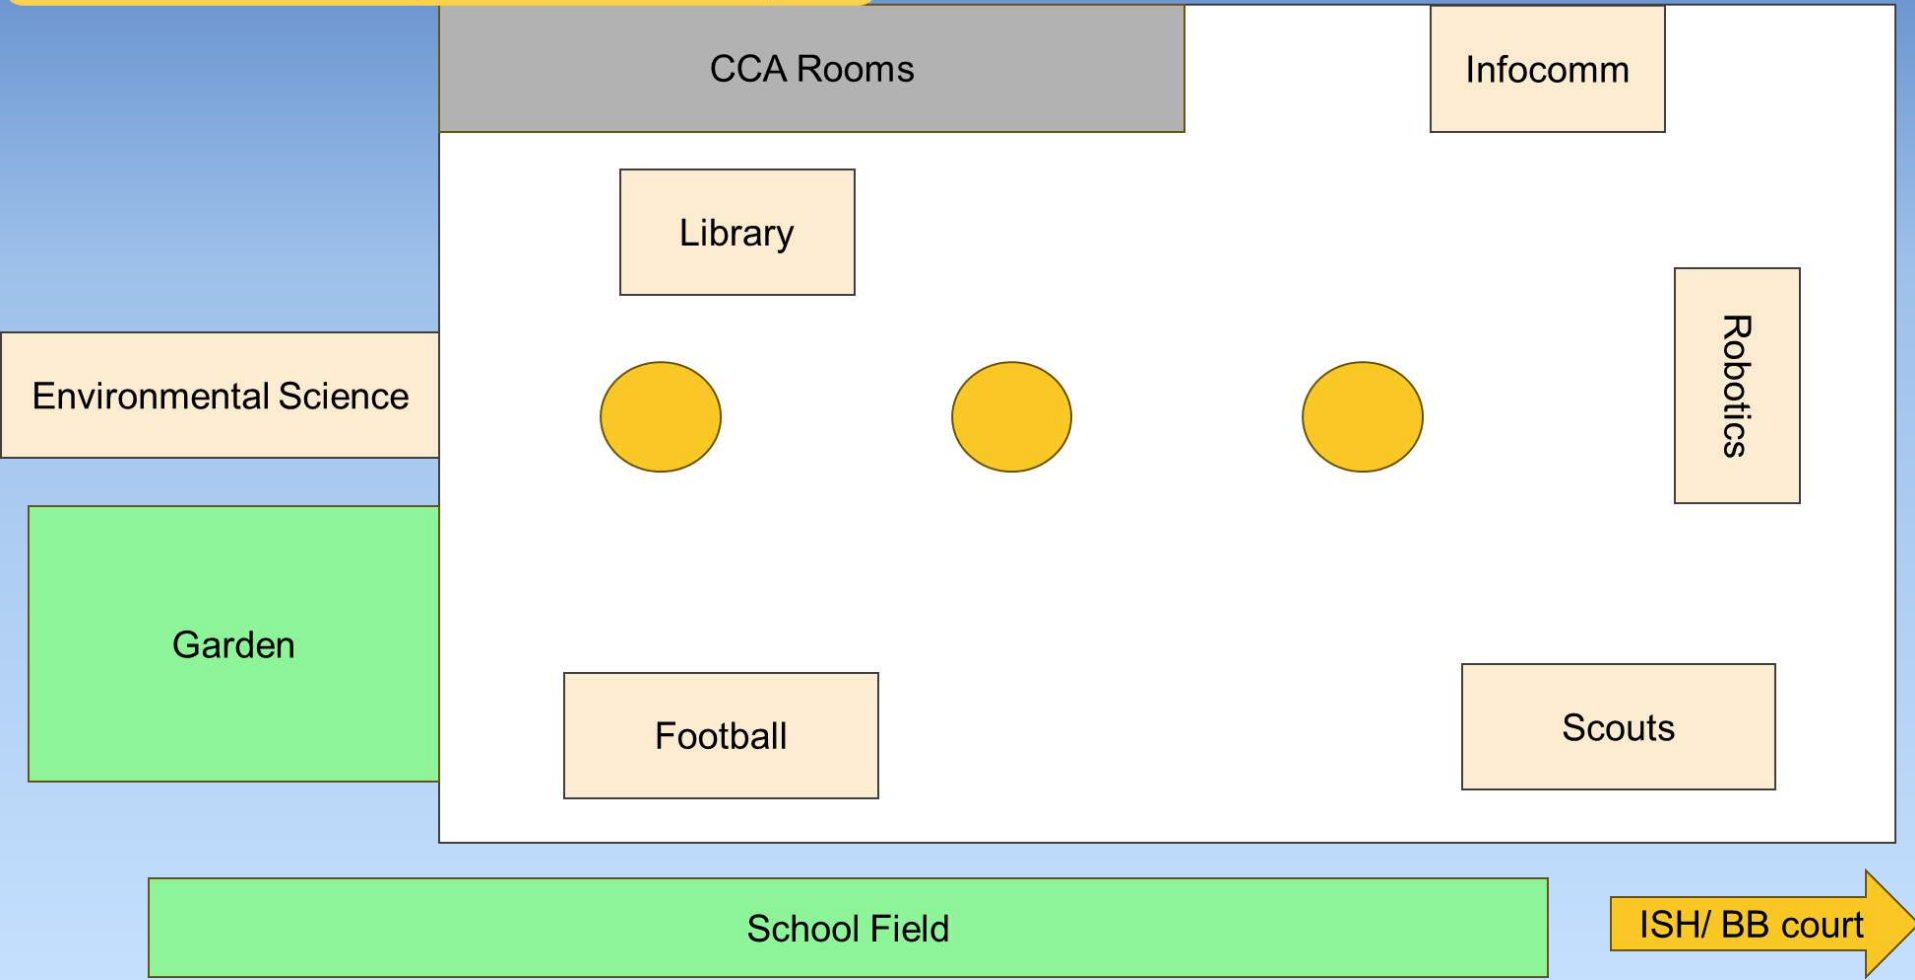 CCA Rooms
Infocomm
Library
Robotics
Environmental Science
Garden
Football
Scouts
School Field
ISH/ BB court